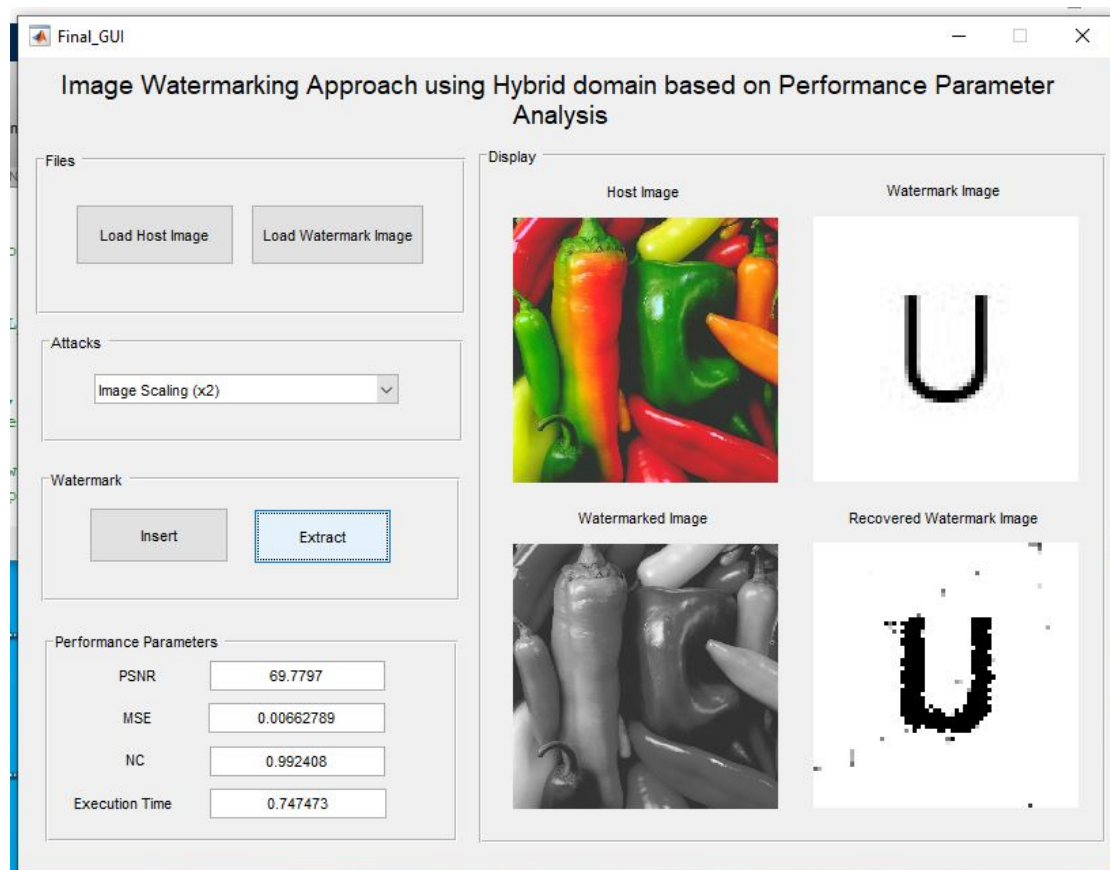 Final_GUI
Image Watermarking Approach using Hybrid domain based on Performance Parameter
Analysis
Files
Load Host Image
Load Watermark Image
Attacks
Image Scaling (x2)
Watermark
Insert
Extract
Performance Parameters
PSNR
69.7797
MSE
0.00662789
NC
0.992408
Execution Time
0.747473
Display
Host Image
Watermark Image
U
Watermarked Image
Recovered Watermark Image
U